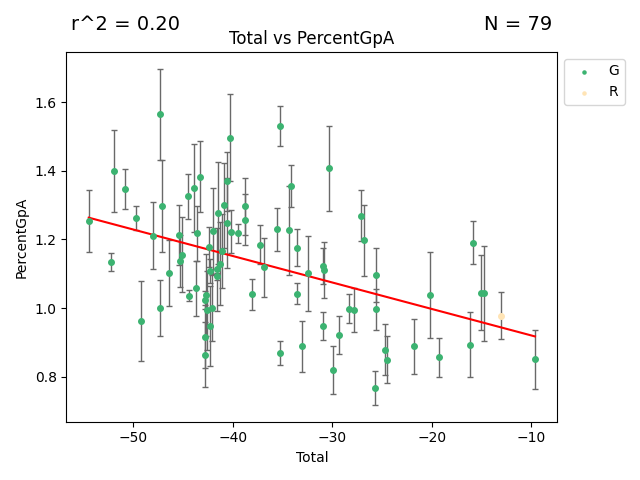 r^2 = 0.20
N = 79
Total vs PercentGpA
G
R
PercentGpA
1.6
1.4
1.2
1.0
0.8
−50
−40
−30
−20
−10
Total